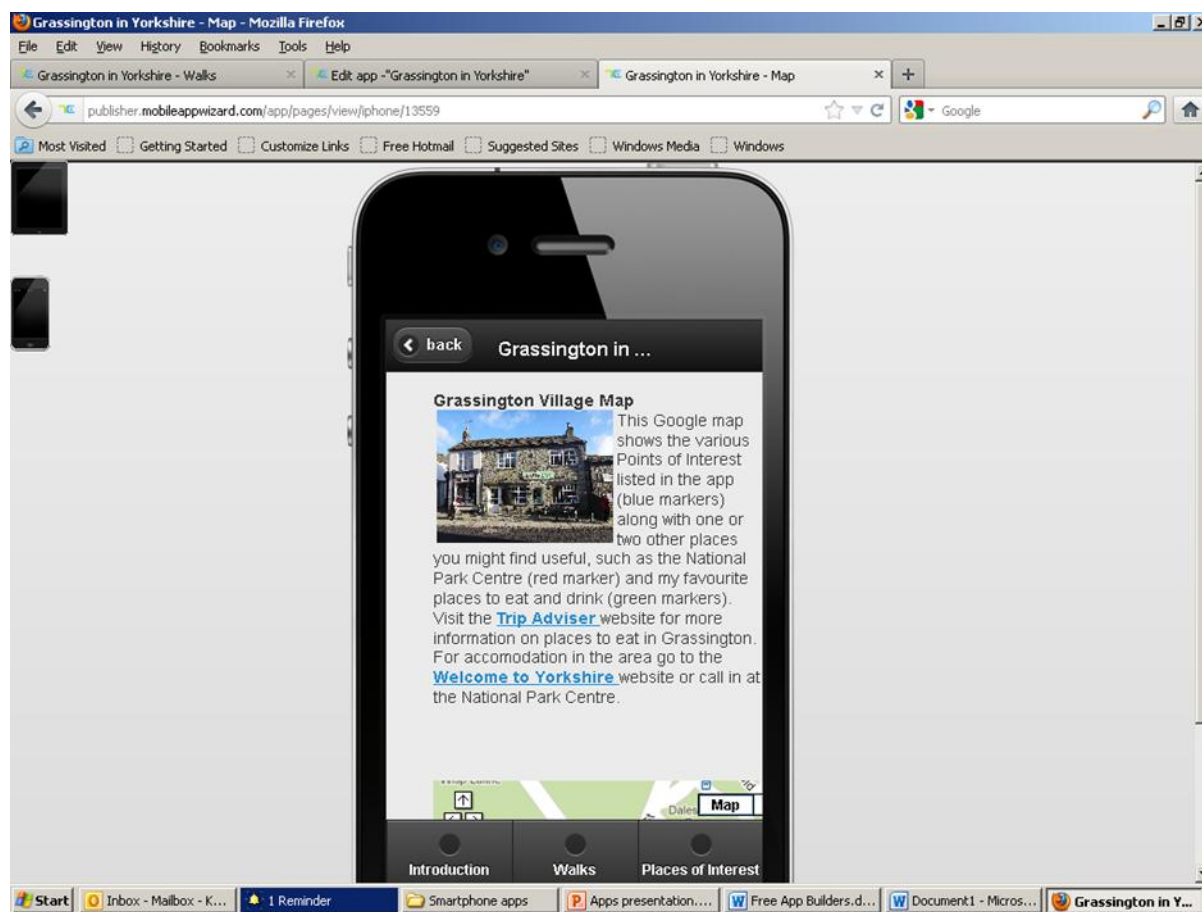 Grassington in Yorkshire - Map - Mozilla Firefox
File Edit View History Bookmarks Tools Help
Grassington in Yorkshire - Walks
Edit app -"Grassington in Yorkshire"
Grassington in Yorkshire - Map
publisher.mobileappwizard.com/app/pages/view/iphone/13559
Google
Most Visited Getting Started Customize Links Free Hotmail Suggested Sites Windows Media Windows
back Grassington in ...
Grassington Village Map
This Google map
shows the various
Points of Interest
listed in the app
(blue markers)
along with one or
two other places
you might find useful, such as the National
Park Centre (red marker) and my favourite
places to eat and drink (green markers).
Visit the Trip Adviser website for more
information on places to eat in Grassington.
For accomodation in the area go to the
Welcome to Yorkshire website or call in at
the National Park Centre.
Dales
Map
Introduction Walks Places of Interest
Start Inbox - Mailbox - K... 1 Reminder Smartphone apps Apps presentation.... Free App Builders.d... Document1 - Micros... Grassington in Y...